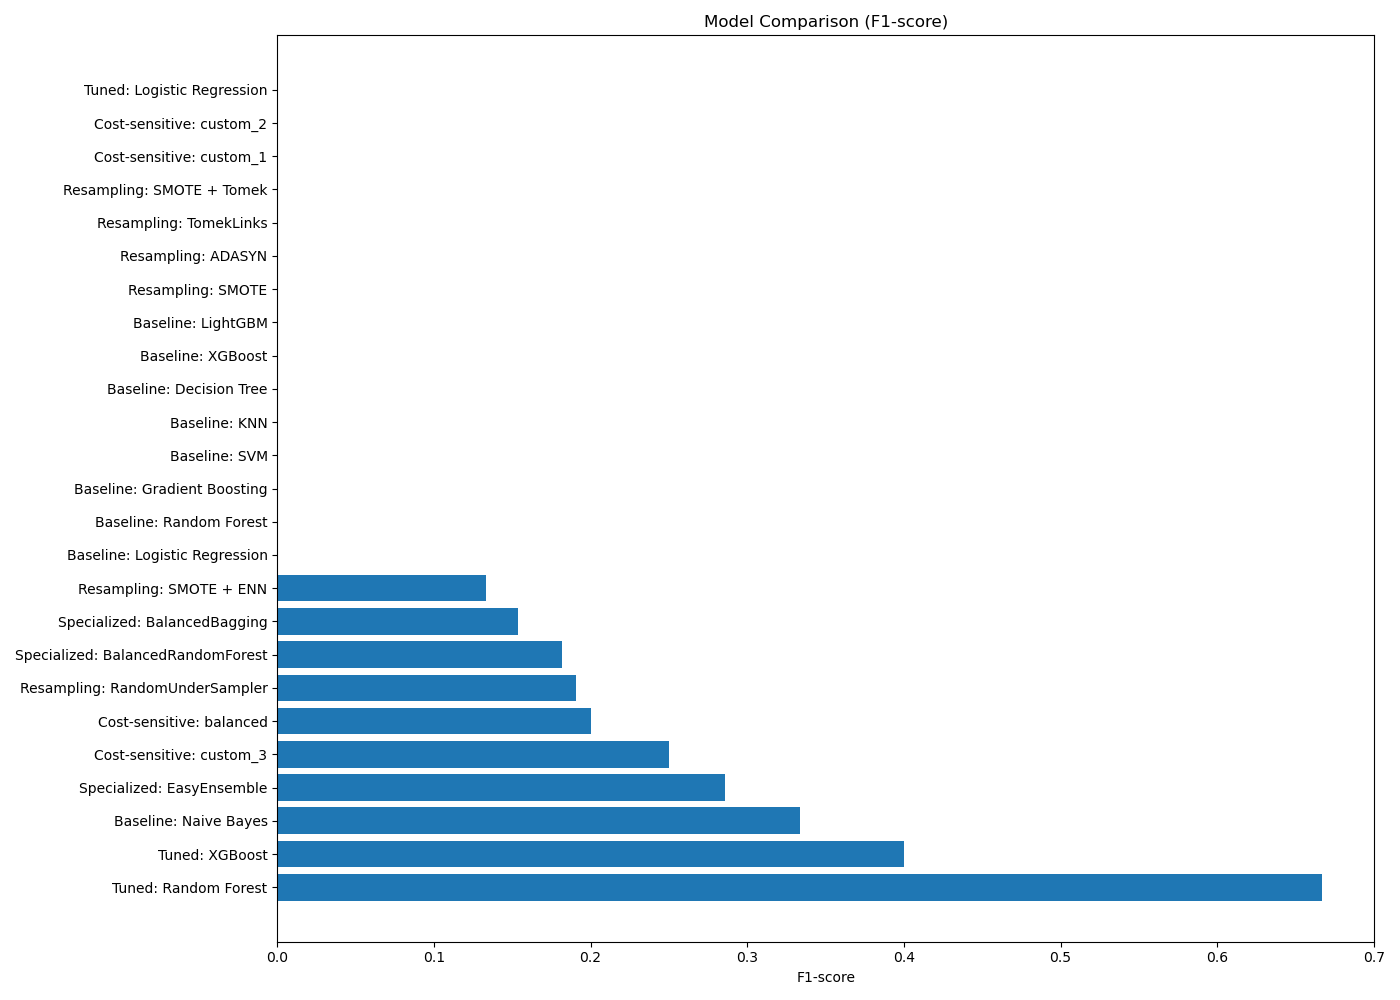 Model Comparison (F1-score)
Tuned: Logistic Regression
Cost-sensitive: custom_2
Cost-sensitive: custom_1
Resampling: SMOTE + Tomek
Resampling: TomekLinks
Resampling: ADASYN
Resampling: SMOTE
Baseline: LightGBM
Baseline: XGBoost
Baseline: Decision Tree
Baseline: KNN
Baseline: SVM
Baseline: Gradient Boosting
Baseline: Random Forest
Baseline: Logistic Regression
Resampling: SMOTE + ENN
Specialized: BalancedBagging
Specialized: BalancedRandomForest
Resampling: RandomUnderSampler
Cost-sensitive: balanced
Cost-sensitive: custom_3
Specialized: EasyEnsemble
Baseline: Naive Bayes
Tuned: XGBoost
Tuned: Random Forest
0.0 0.1 0.2 0.3 0.4 0.5 0.6 0.7
F1-score